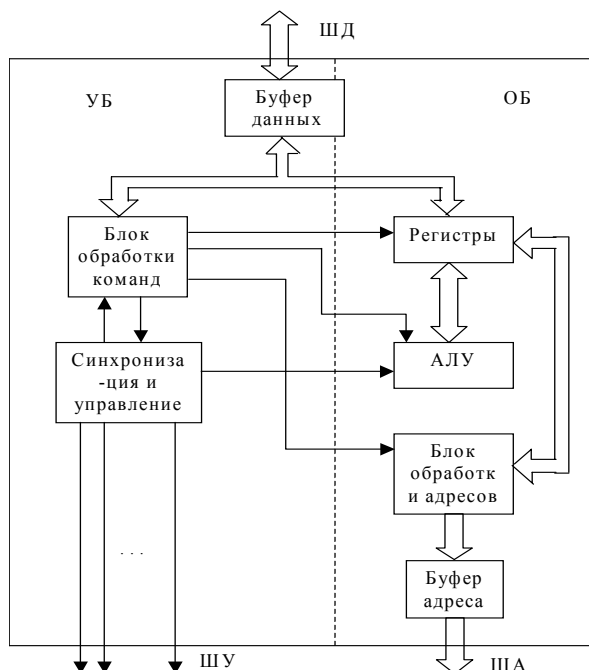 ШД
УБ
Буфер
данных
ОБ
Блок
обработки
команд
Регистры
Синхрониза
-ция и
управление
АЛУ
Блок
обработк
и адресов
...
Буфер
адреса
ШУ
ША